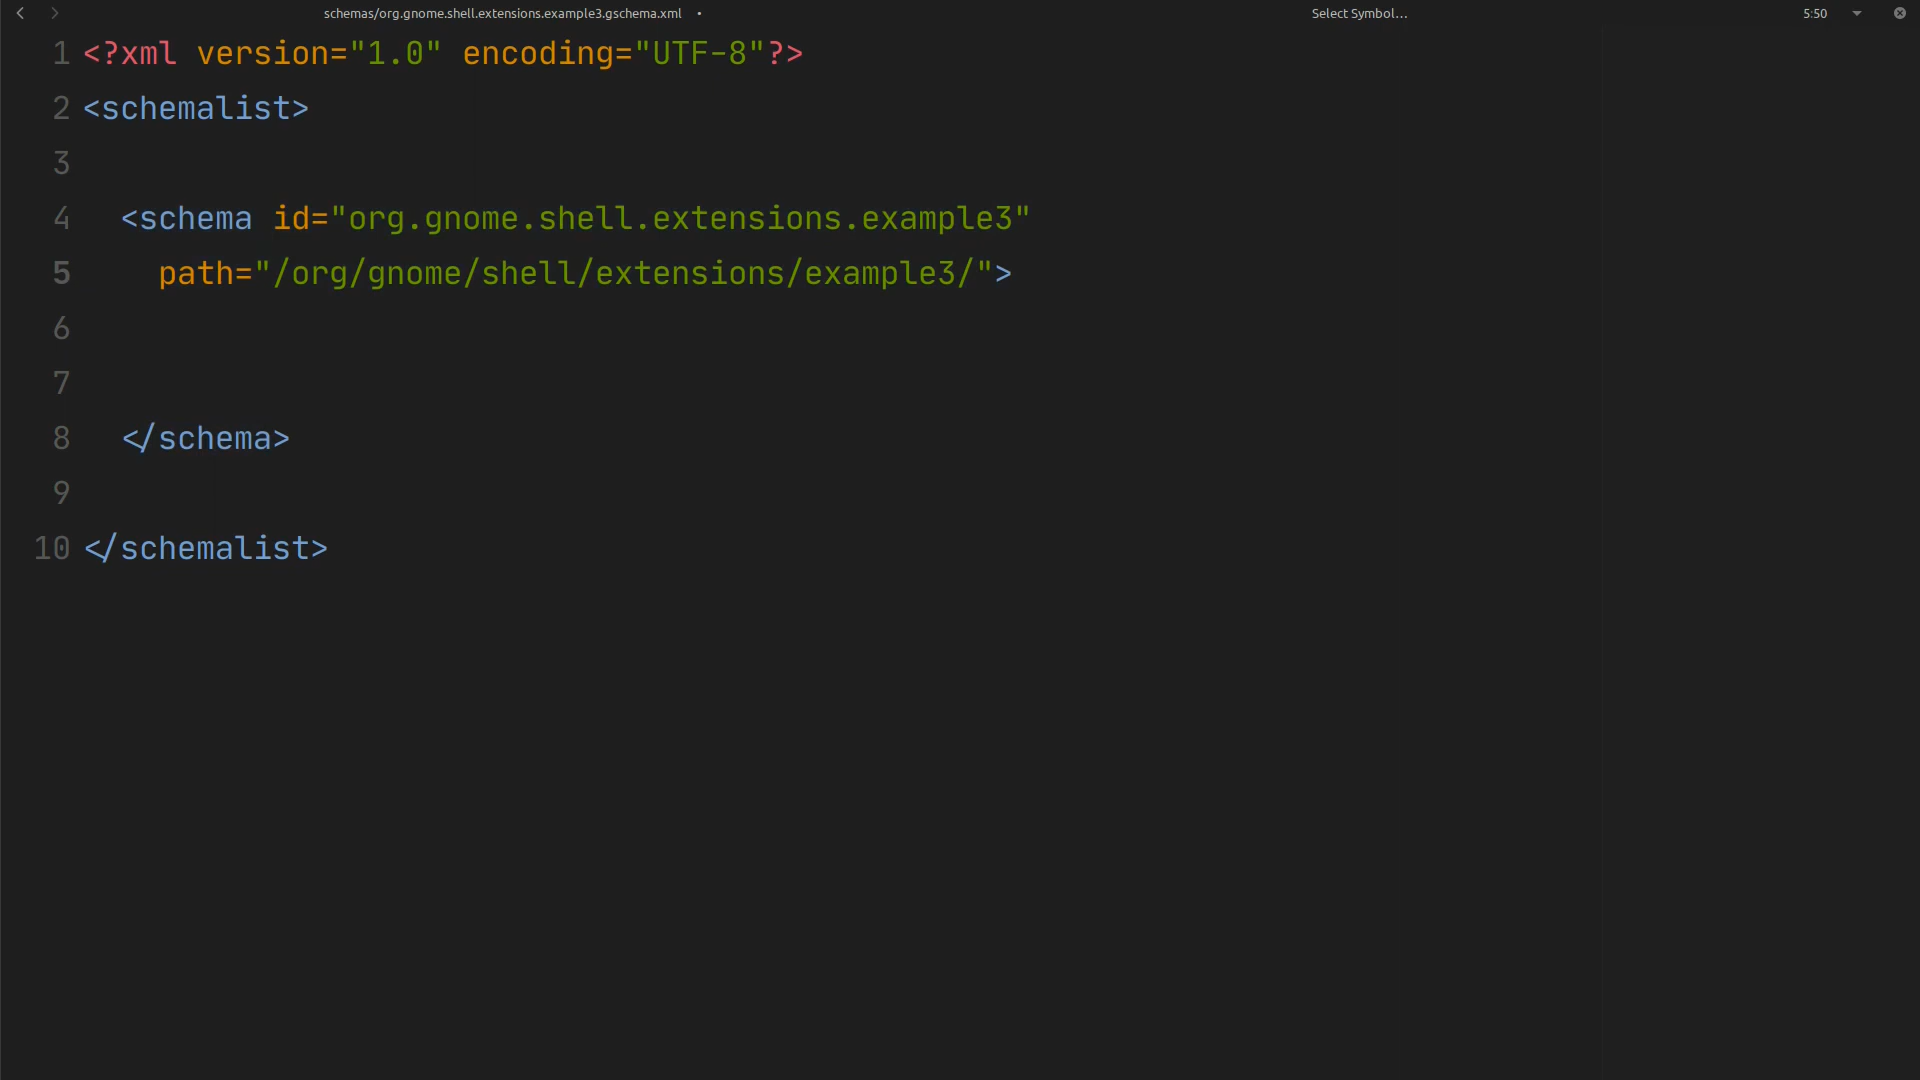 schemas/org.gnome.shell.extensions.example3.gschema.xml •
Select Symbol...
5:50
1 <?xml version="1.0" encoding="UTF-8"?>
2 <schemalist>
3
4 <schema id="org.gnome.shell.extensions.example3"
5 path="/org/gnome/shell/extensions/example3/">
6
7
8 </schema>
9
10 </schemalist>